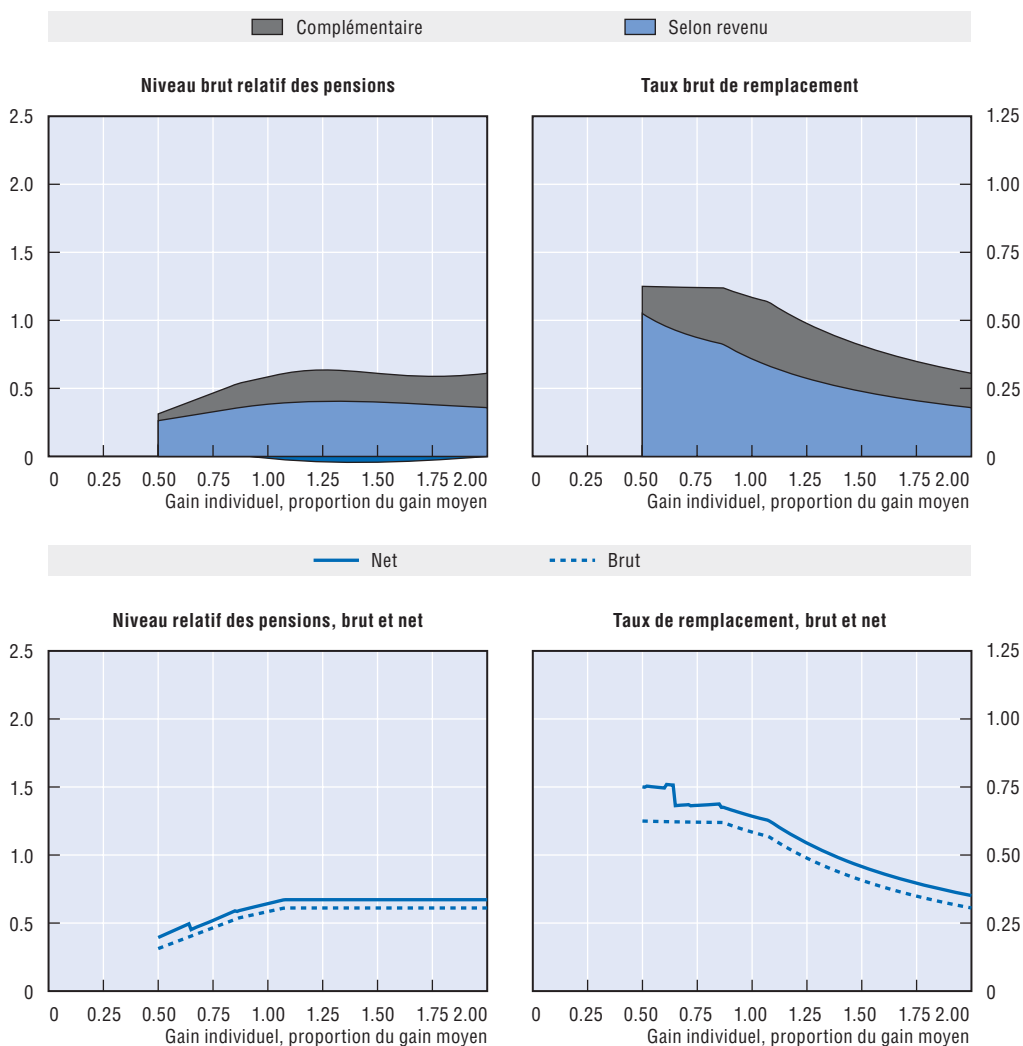 Complémentaire
Selon revenu
Niveau brut relatif des pensions
Taux brut de remplacement
2.5
2.0
1.5
1.0
0.5
0
1.25
1.00
0.75
0.50
0.25
0
0 0.25 0.50 0.75 1.00 1.25 1.50 1.75 2.00
Gain individuel, proportion du gain moyen
0 0.25 0.50 0.75 1.00 1.25 1.50 1.75 2.00
Gain individuel, proportion du gain moyen
Net
Brut
Niveau relatif des pensions, brut et net
Taux de remplacement, brut et net
2.5
2.0
1.5
1.0
0.5
0
1.25
1.00
0.75
0.50
0.25
0
0 0.25 0.50 0.75 1.00 1.25 1.50 1.75 2.00
Gain individuel, proportion du gain moyen
0 0.25 0.50 0.75 1.00 1.25 1.50 1.75 2.00
Gain individuel, proportion du gain moyen